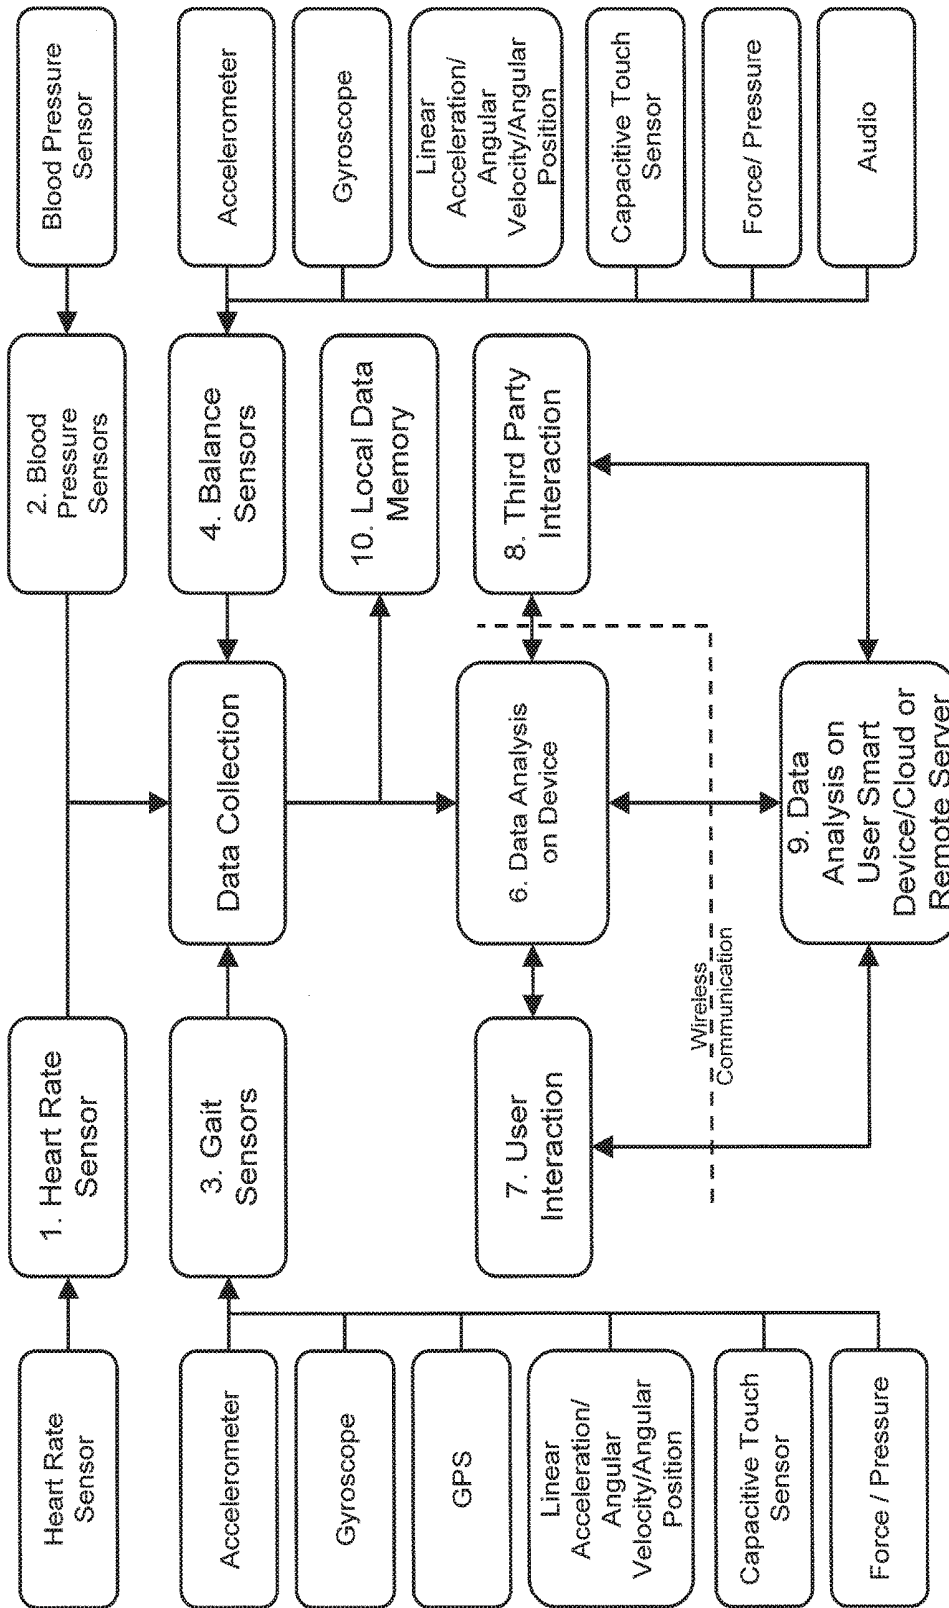 Heart Rate
Sensor
1. Heart Rate
Sensor
2. Blood
Pressure
Sensors
Blood Pressure
Sensor
Accelerometer
Gyroscope
GPS
Linear
Acceleration/
Angular
Velocity/Angular
Position
Capacitive Touch
Sensor
Force / Pressure
3. Gait
Sensors
Data Collection
4. Balance
Sensors
Accelerometer
Gyroscope
Linear
Acceleration/
Angular
Velocity/Angular
Position
Capacitive Touch
Sensor
Force/ Pressure
Audio
10. Local Data
Memory
7. User
Interaction
6. Data Analysis
on Device
8. Third Party
Interaction
Wireless
Communication
9. Data
Analysis on
User Smart
Device/Cloud or
Remote Server